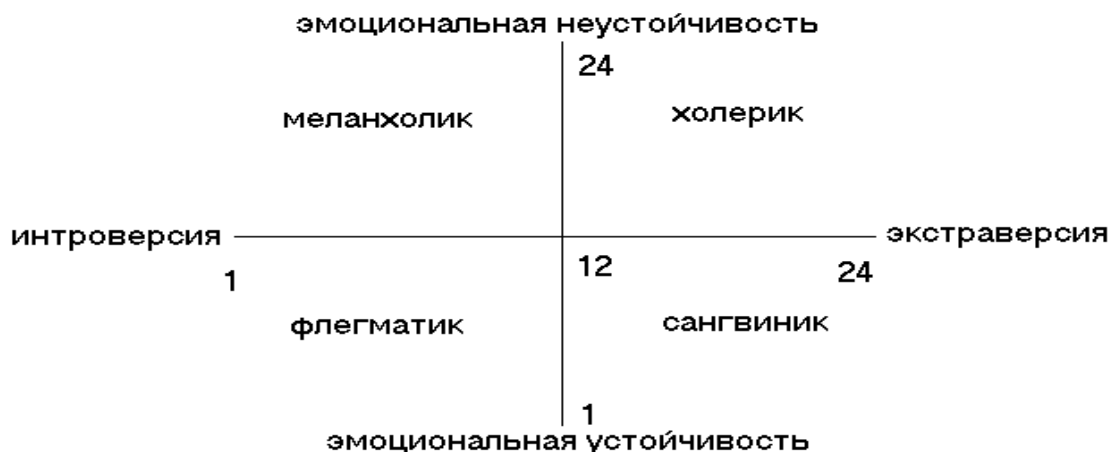 эмоциональная неустойчивость
24
меланхолик холерик
интроверсия экстраверсия
1 12 24
флегматик сангвиник
1
эмоциональная устойчивость